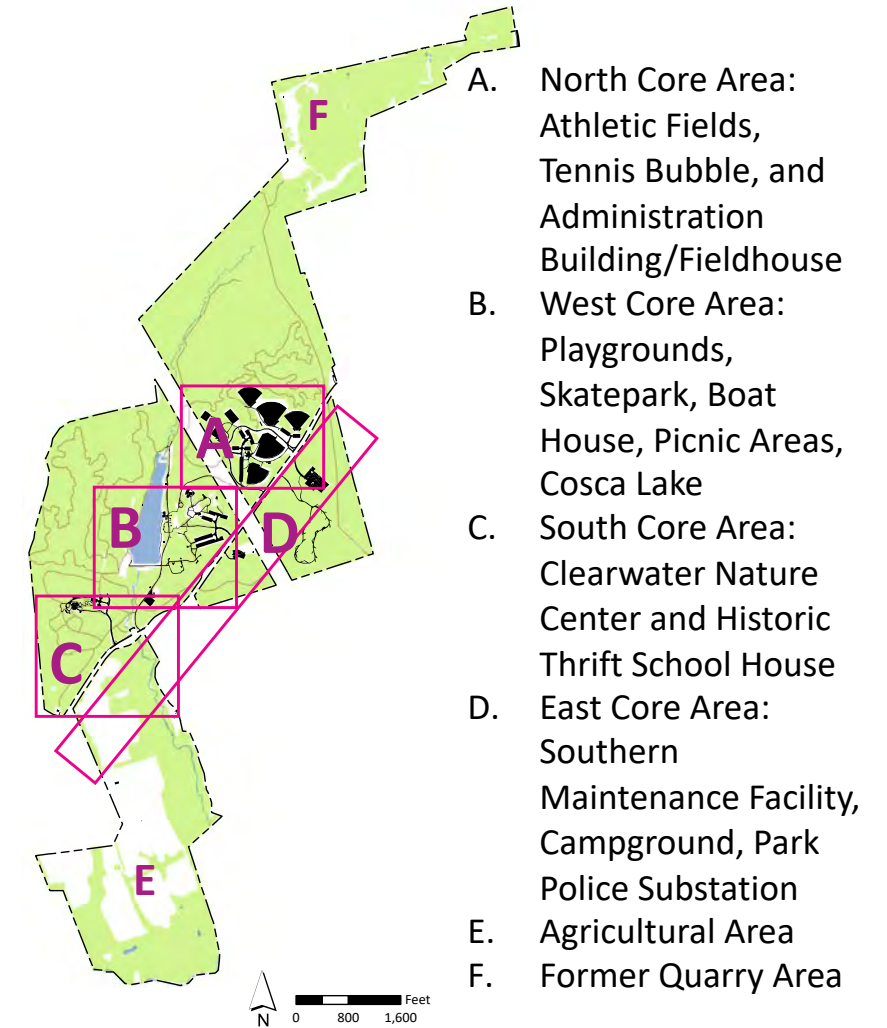 F
A
B
D
C
E
N
0 800 1,600
Feet
A. North Core Area:
Athletic Fields,
Tennis Bubble, and
Administration
Building/Fieldhouse
B. West Core Area:
Playgrounds,
Skatepark, Boat
House, Picnic Areas,
Cosca Lake
C. South Core Area:
Clearwater Nature
Center and Historic
Thrift School House
D. East Core Area:
Southern
Maintenance Facility,
Campground, Park
Police Substation
E. Agricultural Area
F. Former Quarry Area